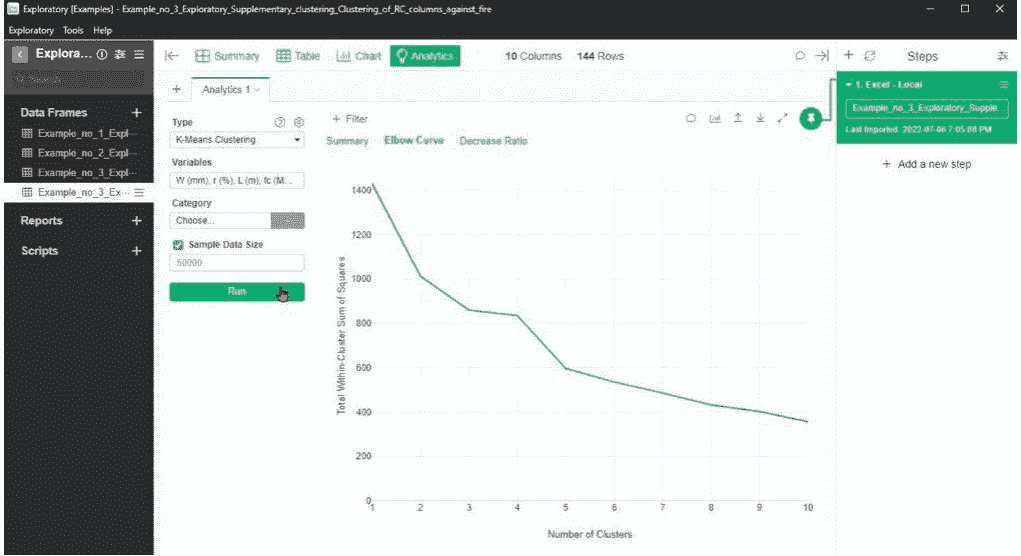 Exploratory [Examples] - Example_no_3_Exploratory_Supplementary_clustering_Clustering_of_RC_columns_against_fire
Exploratory Tools Help
Explora...
Summary Table Chart Analytics 10 Columns 144 Rows Steps
Search
Analytics 1
1. Excel - Local
Example_no_3_Exploratory_Supple...
Last Imported 2022-07-06 7:05:08 PM
Add a new step
Data Frames
Example_no_1_Expl...
Example_no_2_Expl...
Example_no_3_Expl...
Example_no_3_Ex...
Reports
Scripts
Type
K-Means Clustering
Variables
W (mm), r (%), L (m), fc (M...
Category
Choose...
Sample Data Size
50000
Run
Filter
Summary Elbow Curve Decrease Ratio
Total Within-Cluster Sum of Squares
1400
1200
1000
800
600
400
200
0
1 2 3 4 5 6 7 8 9 10
Number of Clusters